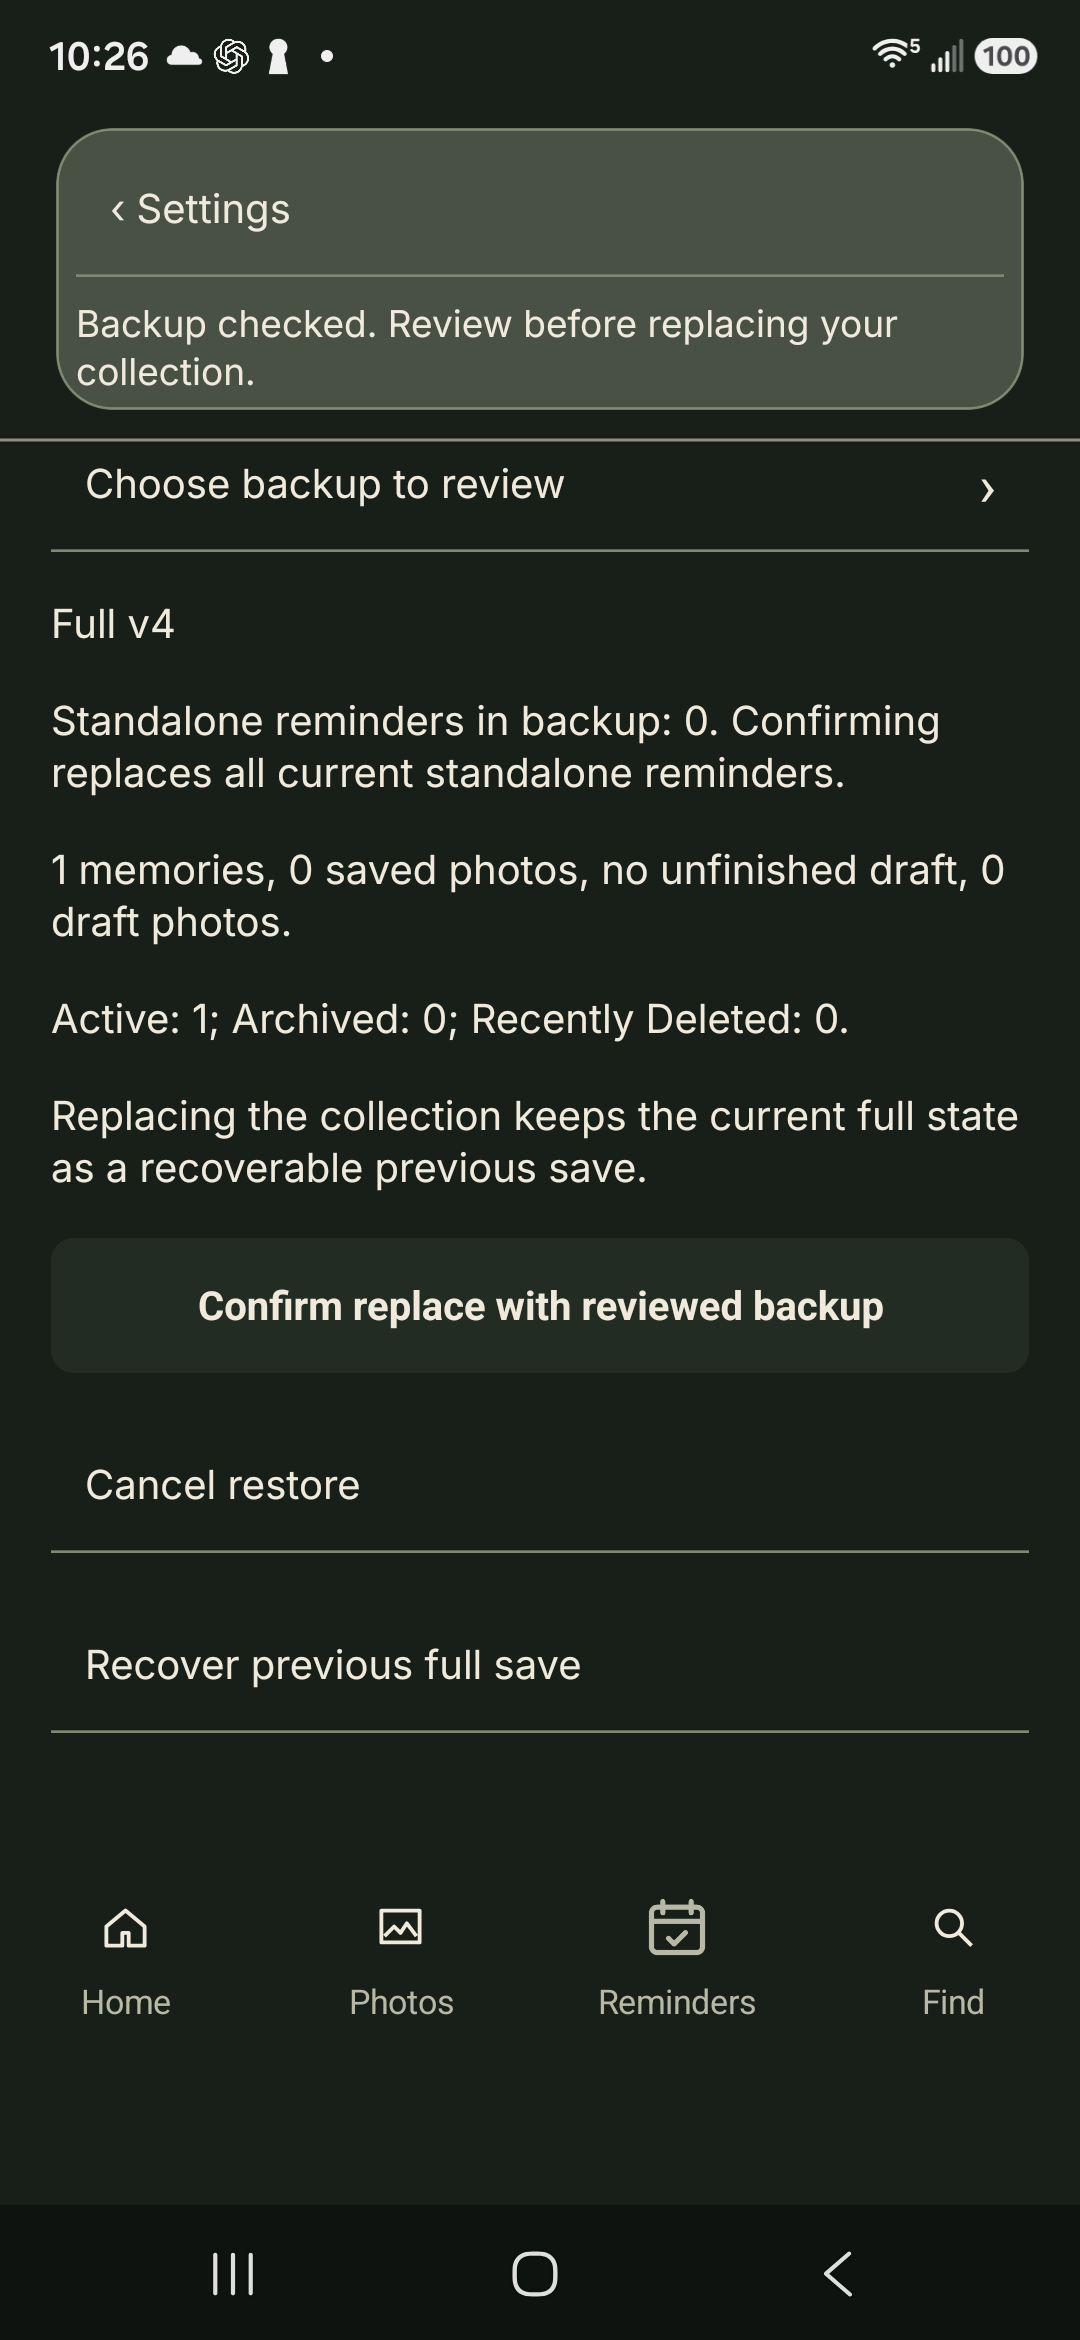 10:26
5
100
‹ Settings
Backup checked. Review before replacing your
collection.
Choose backup to review ›
Full v4
Standalone reminders in backup: 0. Confirming
replaces all current standalone reminders.
1 memories, 0 saved photos, no unfinished draft, 0
draft photos.
Active: 1; Archived: 0; Recently Deleted: 0.
Replacing the collection keeps the current full state
as a recoverable previous save.
Confirm replace with reviewed backup
Cancel restore
Recover previous full save
Home Photos Reminders Find